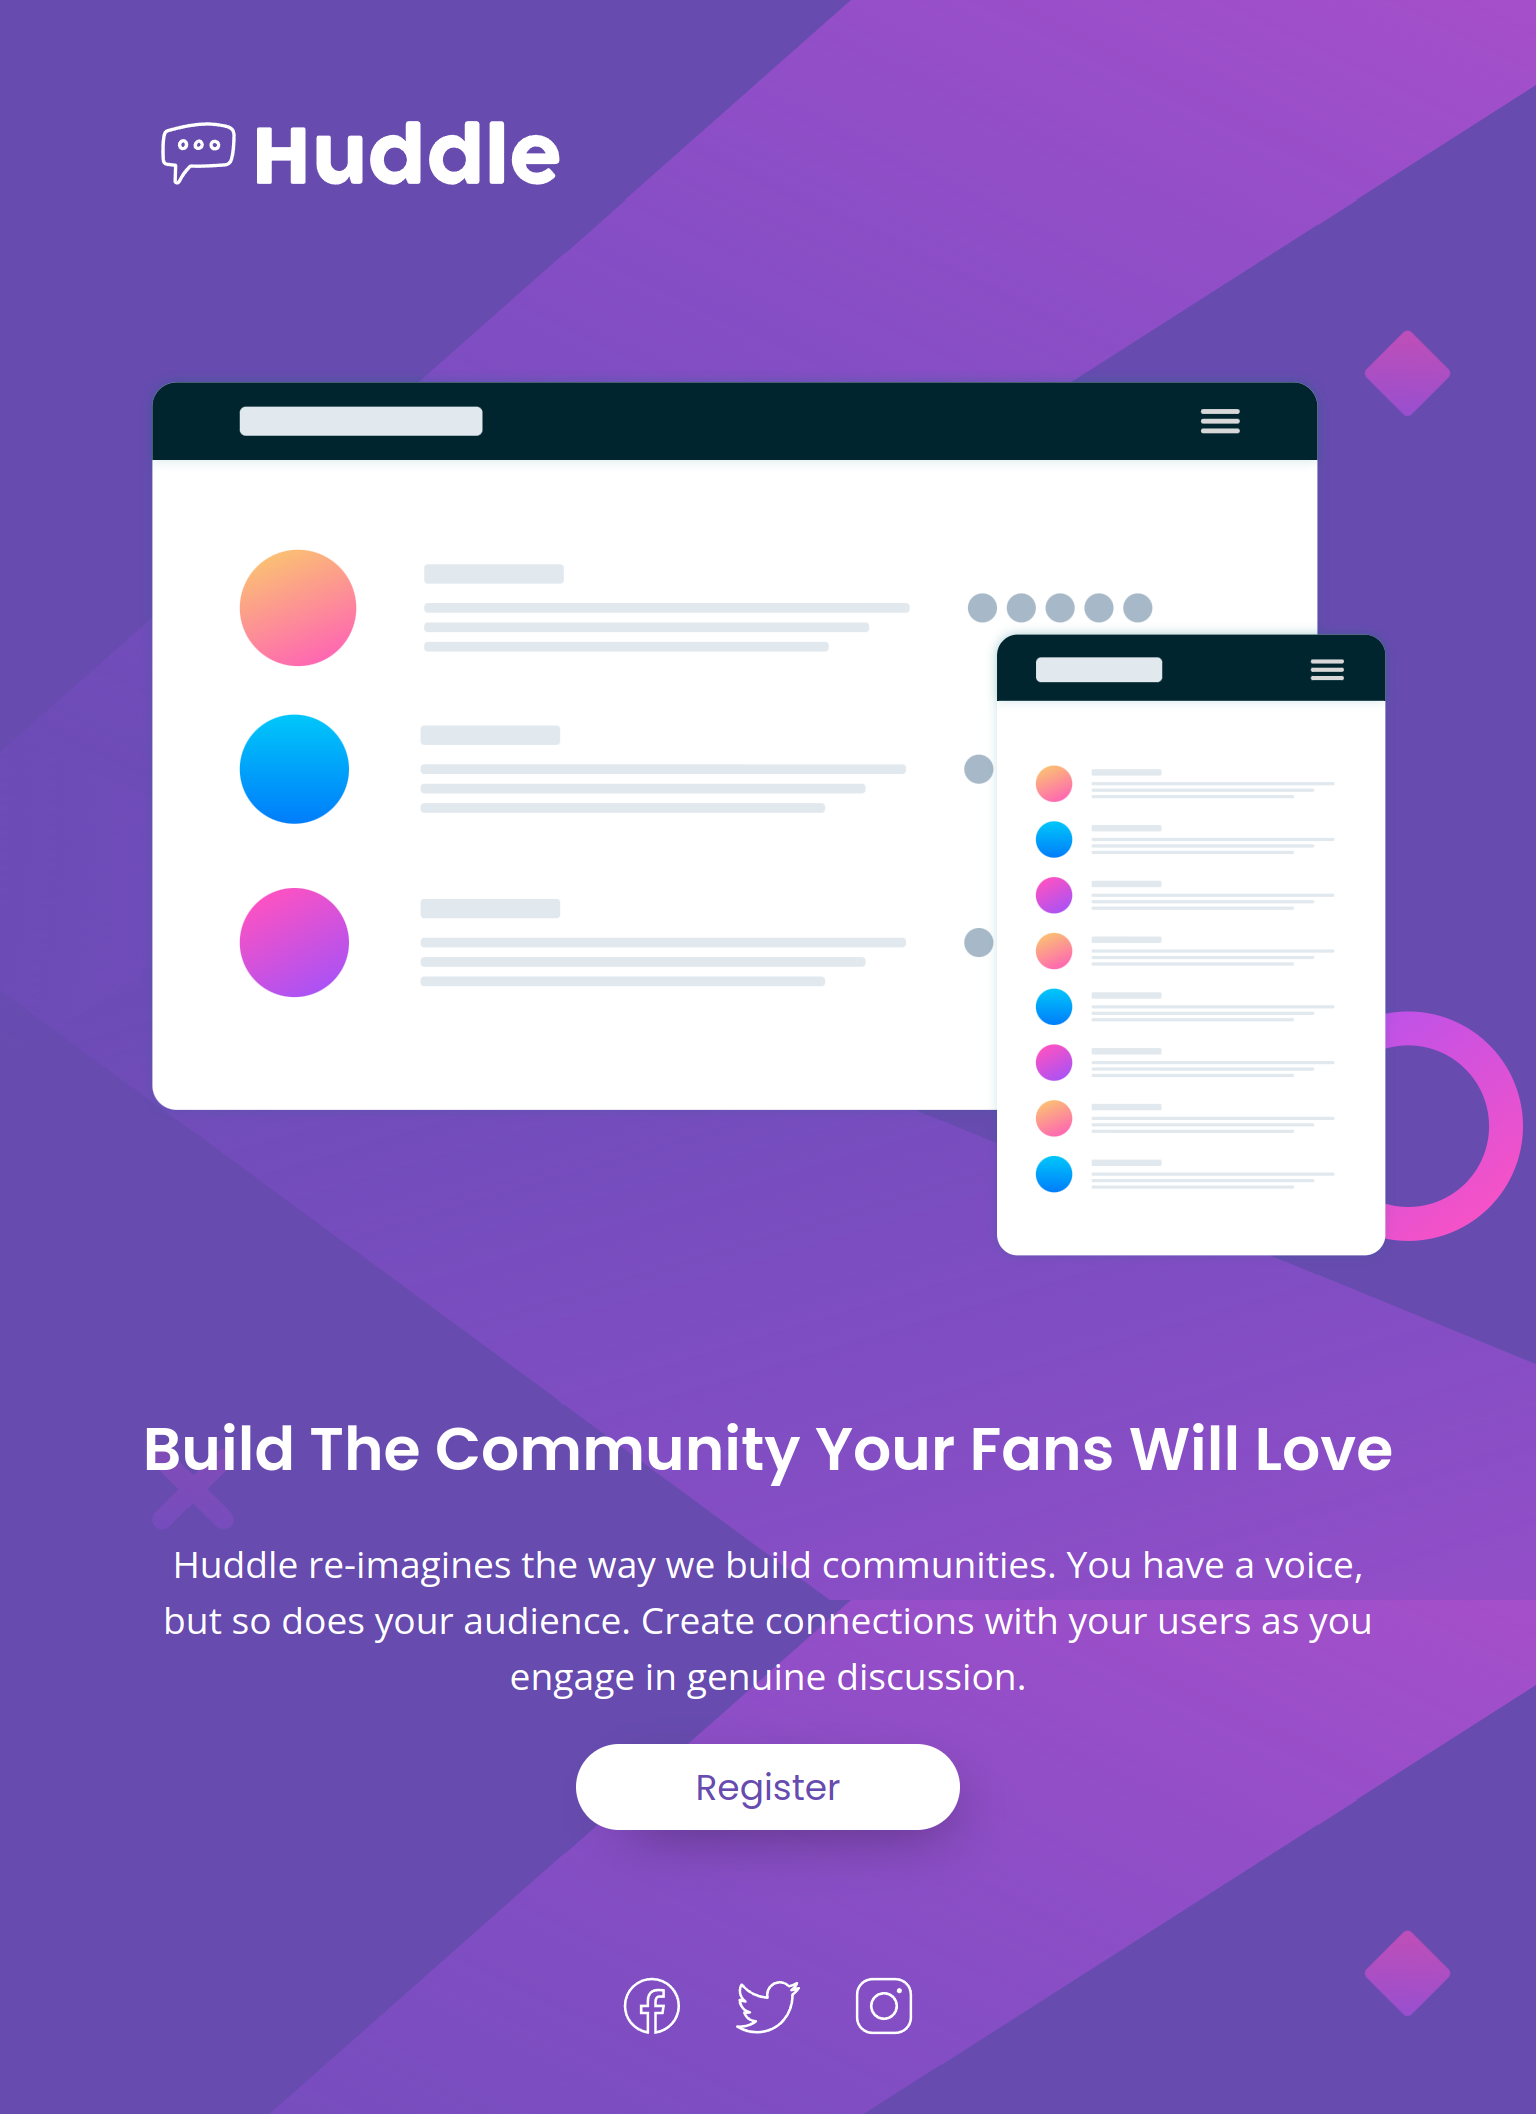 Huddle
Build The Community Your Fans Will Love
Huddle re-imagines the way we build communities. You have a voice,
but so does your audience. Create connections with your users as you
engage in genuine discussion.
Register